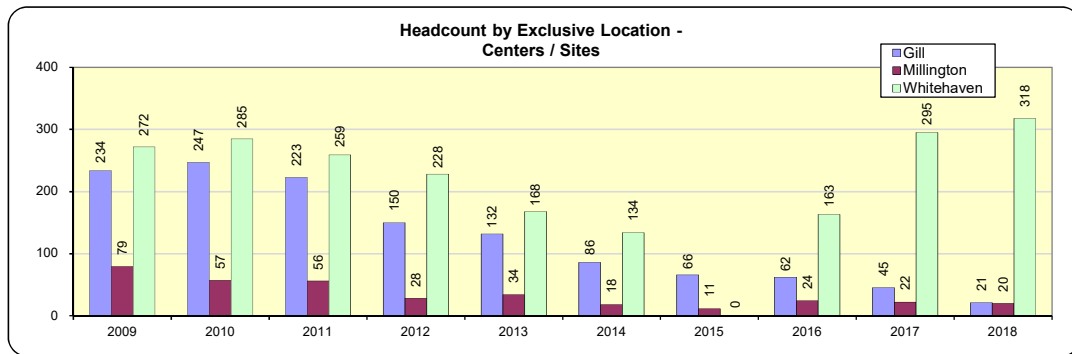 Headcount by Exclusive Location -
Centers / Sites
Gill
Millington
Whitehaven
400
300
200
100
0
234 79 272
247 57 285
223 56 259
150 28 228
132 34 168
86 18 134
66 11 0
62 24 163
45 22 295
21 20 318
2009 2010 2011 2012 2013 2014 2015 2016 2017 2018